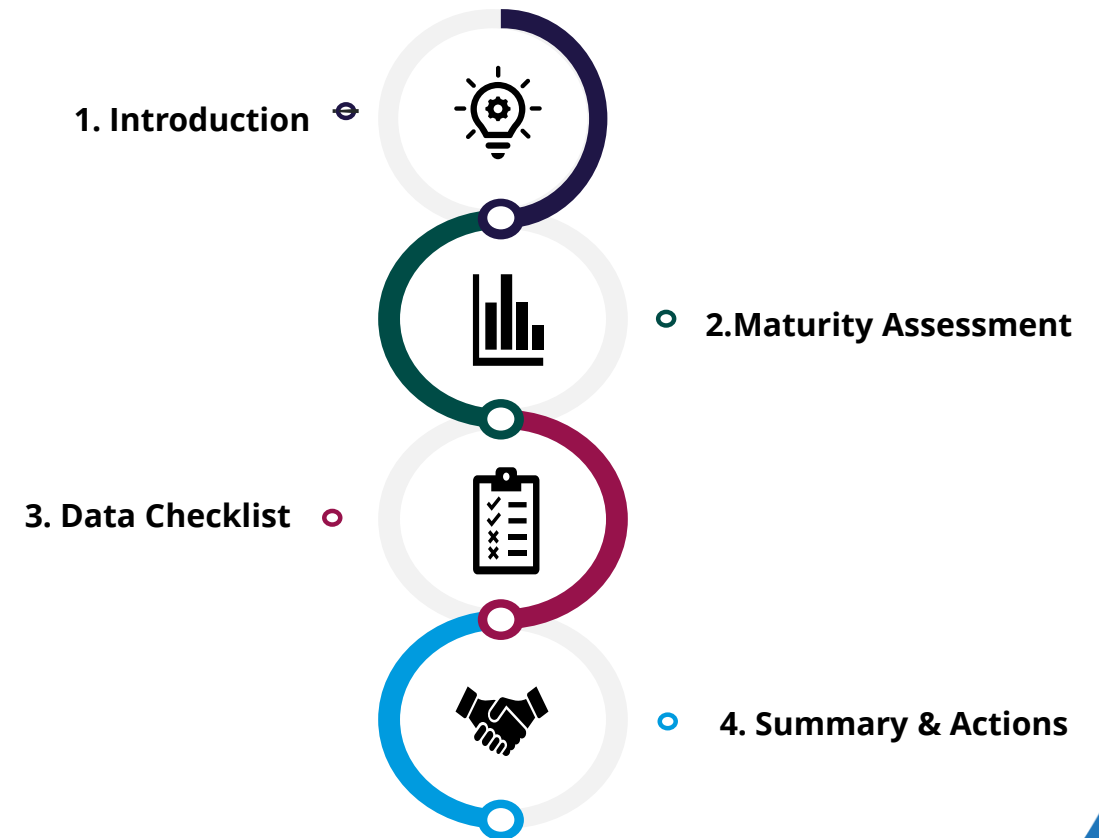 1. Introduction
2.Maturity Assessment
3. Data Checklist
4. Summary & Actions